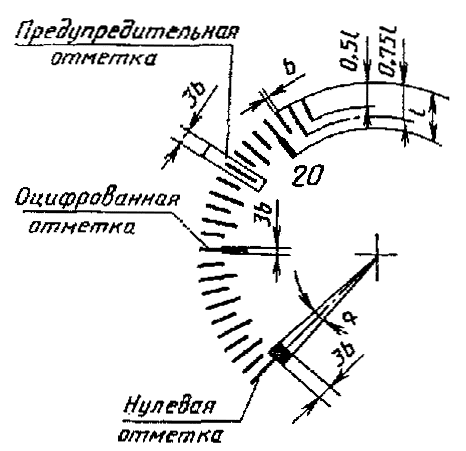 Предупредительная
отметка
3b
b
0,5l
0,75l
l
20
Оцифрованная
отметка
3b
α
3b
Нулевая
отметка